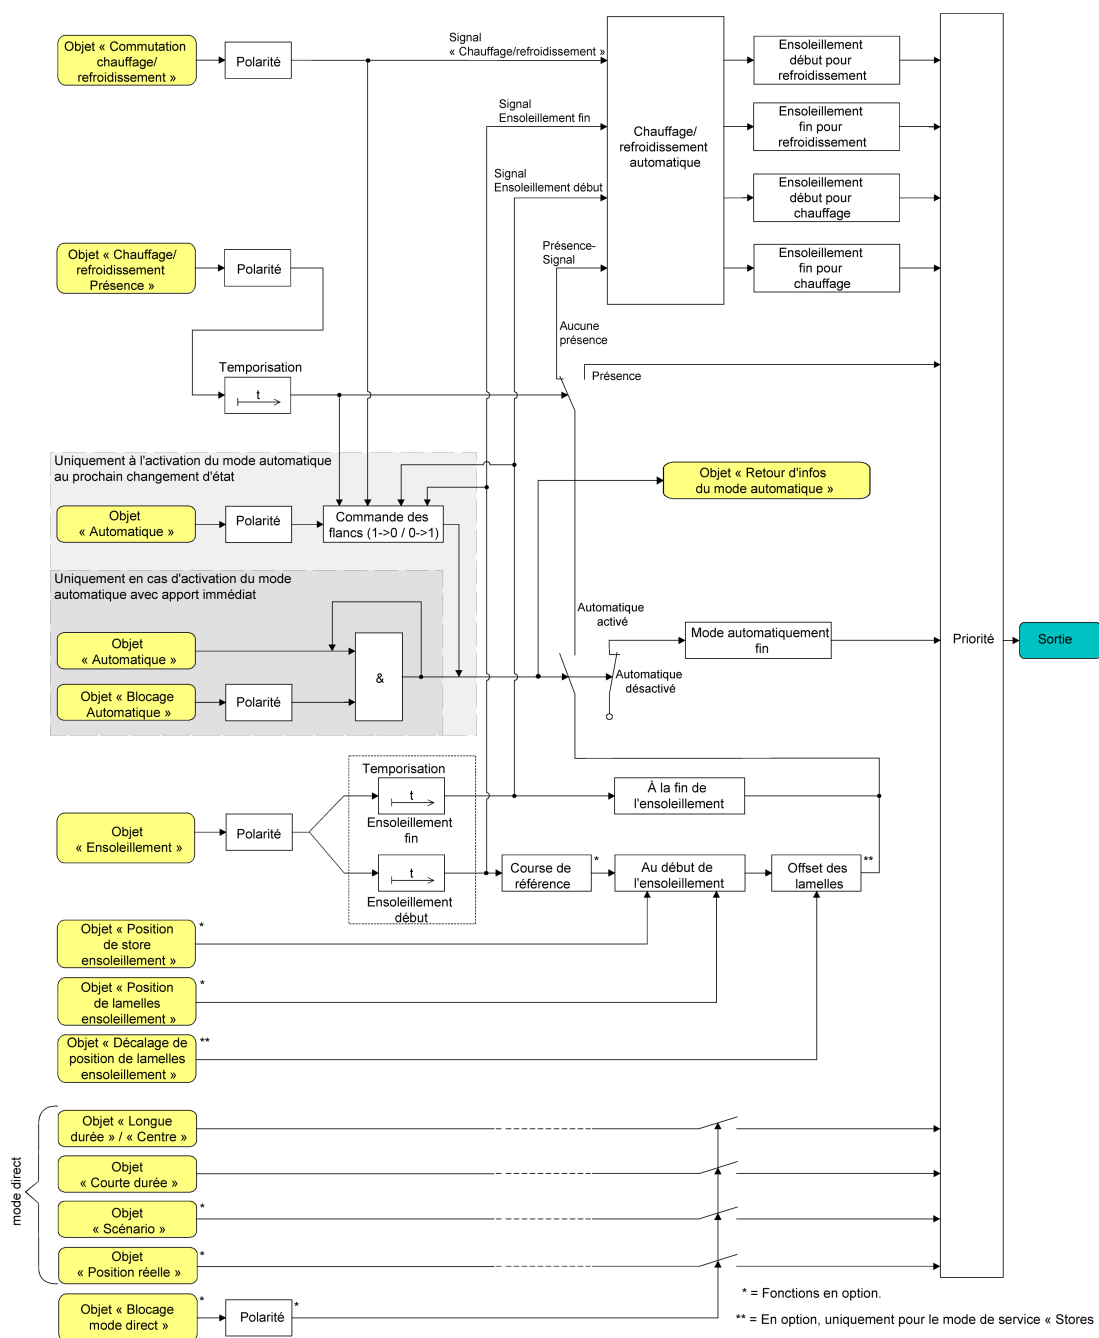 Objet « Commutation
chauffage/
refroidissement »
Polarité
Signal
« Chauffage/refroidissement »
Signal
Ensoleillement fin
Signal
Ensoleillement début
Présence-
Signal
Chauffage/
refroidissement
automatique
Ensoleillement
début pour
refroidissement
Ensoleillement
fin pour
refroidissement
Ensoleillement
début pour
chauffage
Ensoleillement
fin pour
chauffage
Objet « Chauffage/
refroidissement
Présence »
Polarité
Aucune
présence
Présence
Temporisation
t
Uniquement à l'activation du mode automatique
au prochain changement d'état
Objet
« Automatique »
Polarité
Commande des
flancs (1->0 / 0->1)
Objet « Retour d'infos
du mode automatique »
Uniquement en cas d'activation du mode
automatique avec apport immédiat
Objet
« Automatique »
Objet « Blocage
Automatique »
Polarité
&
Automatique
activé
Automatique
désactivé
Mode automatiquement
fin
Priorité
Sortie
Temporisation
t
Ensoleillement
fin
t
Ensoleillement
début
Objet
« Ensoleillement »
Polarité
À la fin de
l'ensoleillement
Course de
référence
*
Au début de
l'ensoleillement
Offset des
lamelles
**
Objet « Position
de store
ensoleillement »
*
Objet « Position
de lamelles
ensoleillement »
*
Objet « Décalage de
position de lamelles
ensoleillement »
**
mode direct
Objet « Longue
durée » / « Centre »
Objet
« Courte durée »
Objet
« Scénario »
*
Objet
« Position réelle »
*
Objet « Blocage
mode direct »
*
Polarité
*
* = Fonctions en option.
** = En option, uniquement pour le mode de service « Stores